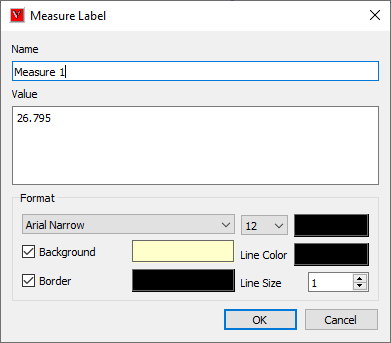 Measure Label
Name
Measure 1
Value
26.795
Format
Arial Narrow 12
Background Line Color
Border Line Size 1
OK Cancel